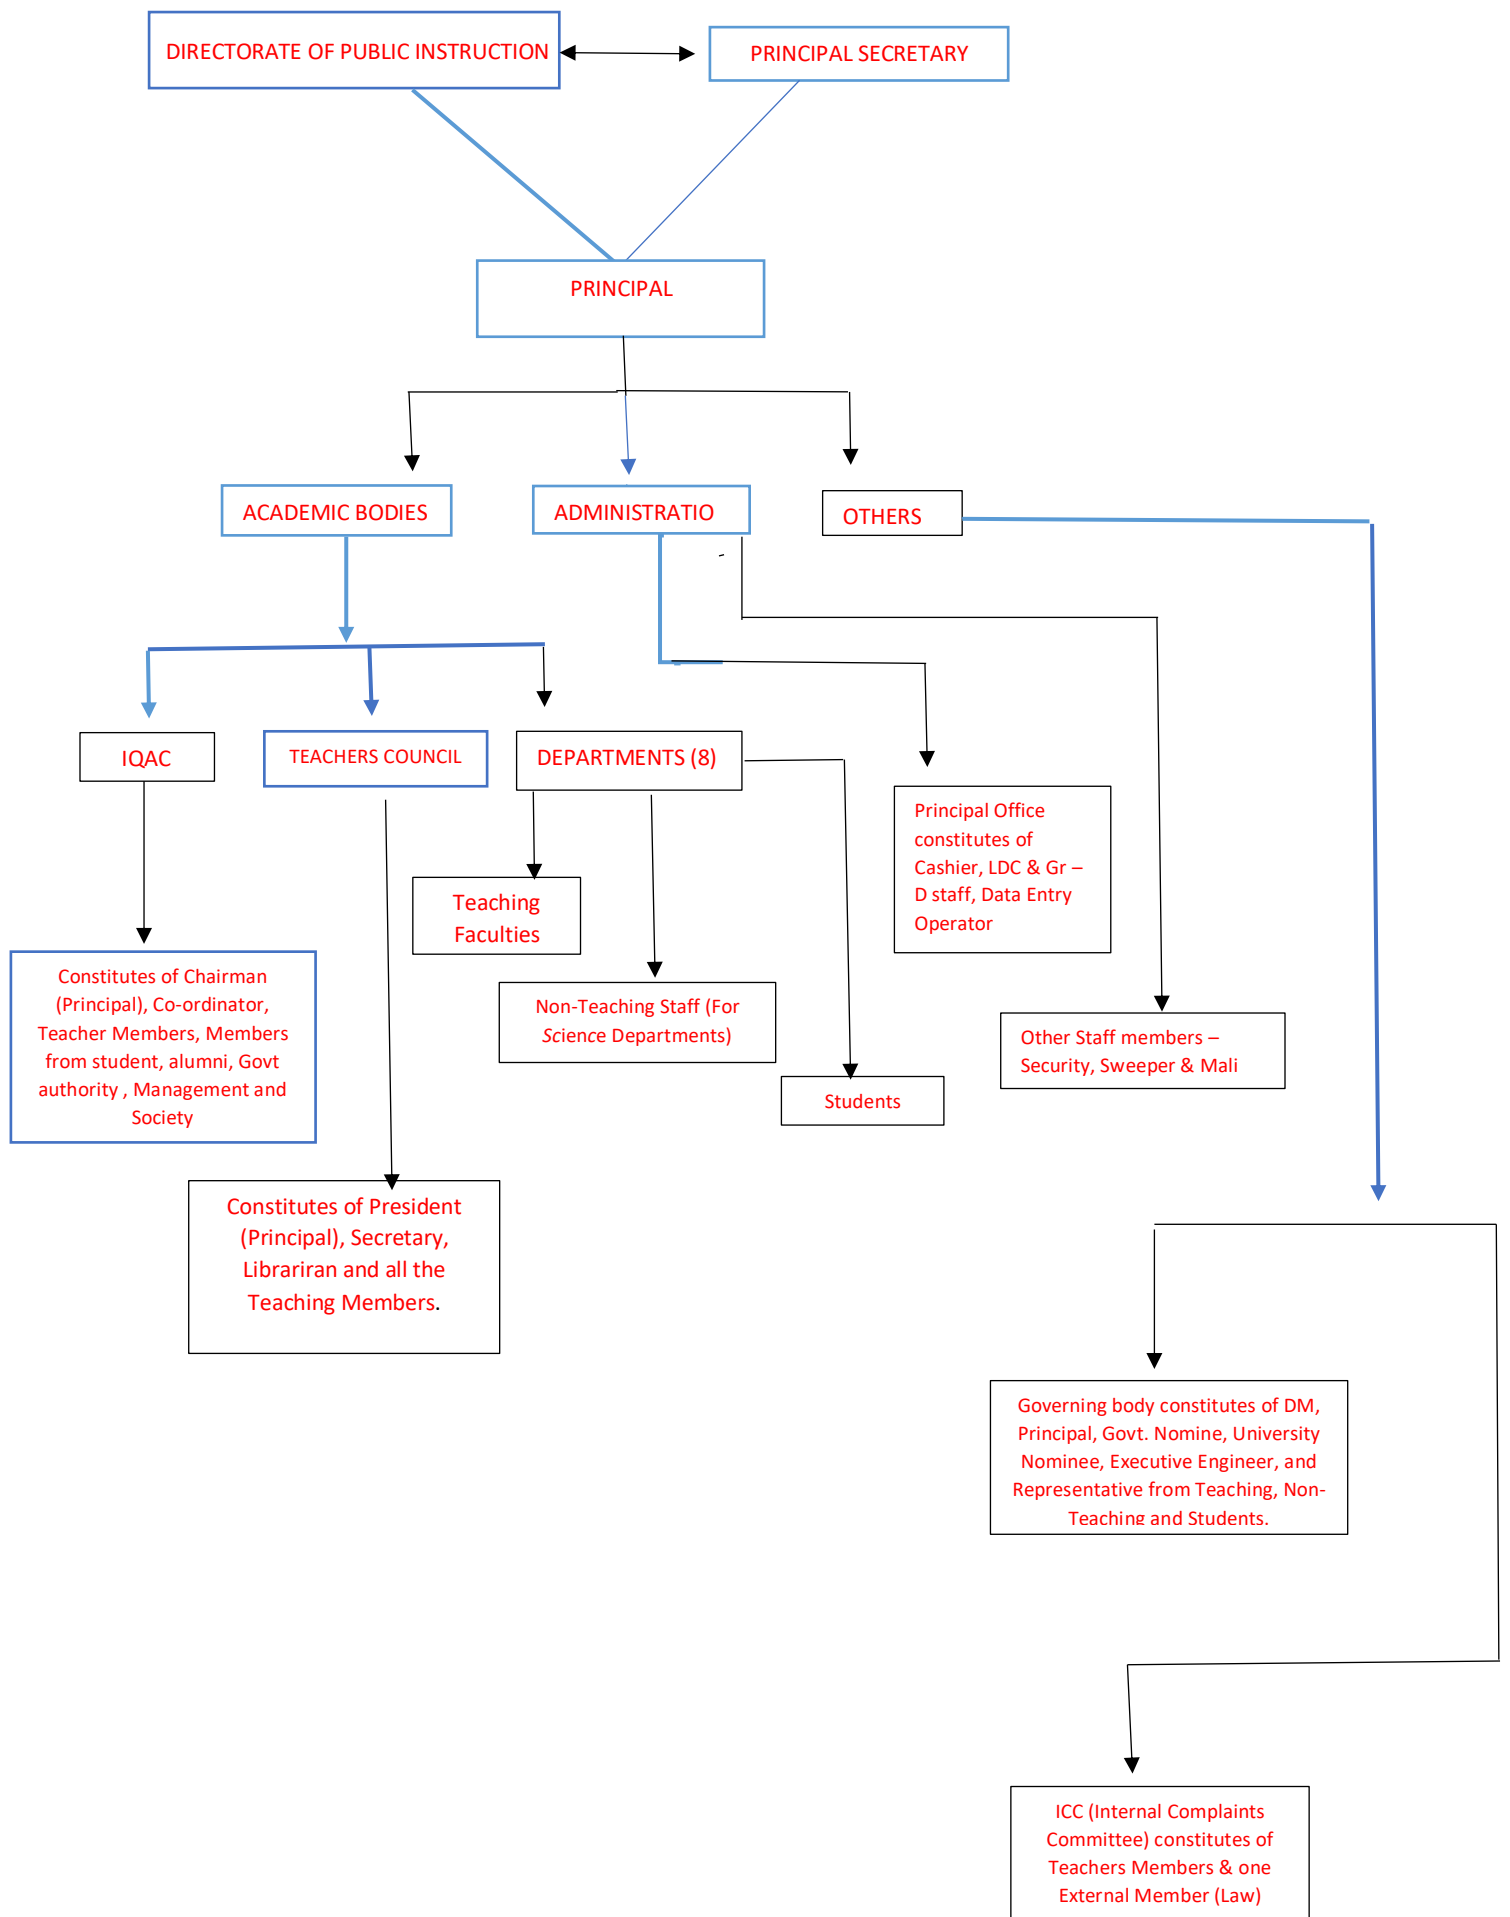 DIRECTORATE OF PUBLIC INSTRUCTION
PRINCIPAL SECRETARY
PRINCIPAL
ACADEMIC BODIES
ADMINISTRATIO
OTHERS
IQAC
TEACHERS COUNCIL
DEPARTMENTS (8)
Principal Office
constitutes of
Cashier, LDC & Gr –
D staff, Data Entry
Operator
Teaching
Faculties
Constitutes of Chairman
(Principal), Co-ordinator,
Teacher Members, Members
from student, alumni, Govt
authority , Management and
Society
Non-Teaching Staff (For
Science Departments)
Other Staff members –
Security, Sweeper & Mali
Students
Constitutes of President
(Principal), Secretary,
Librariran and all the
Teaching Members.
Governing body constitutes of DM,
Principal, Govt. Nomine, University
Nominee, Executive Engineer, and
Representative from Teaching, Non-
Teaching and Students.
ICC (Internal Complaints
Committee) constitutes of
Teachers Members & one
External Member (Law)